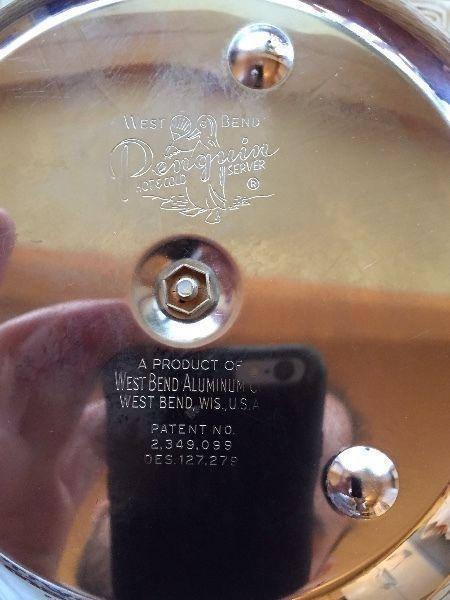 WEST BEND
Penguin
HOT & COLD SERVER
®
A PRODUCT OF
WEST BEND ALUMINUM
WEST BEND, WIS., U.S.A
PATENT NO.
2,349,099
DES. 127,279